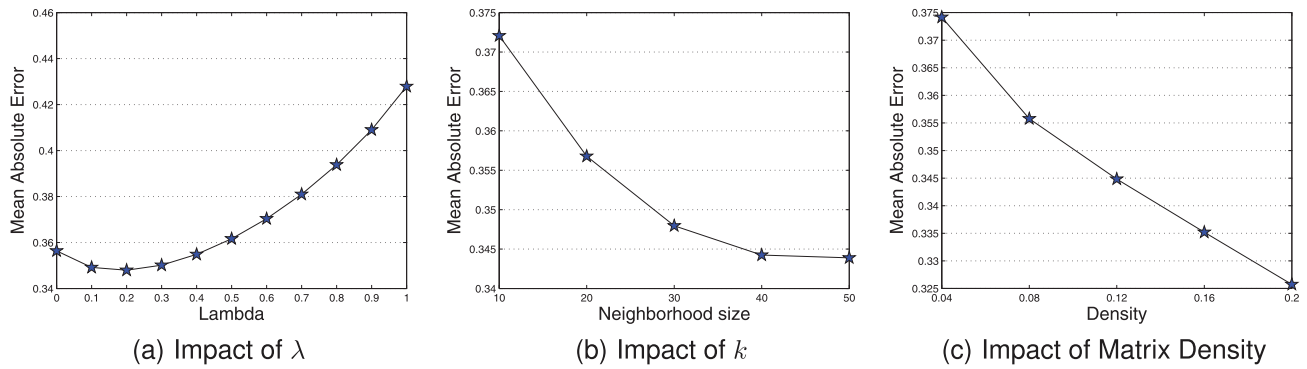 0.46
0.44
0.42
0.4
0.38
0.36
0.34
Mean Absolute Error
0 0.1 0.2 0.3 0.4 0.5 0.6 0.7 0.8 0.9 1
Lambda
(a) Impact of λ
0.375
0.37
0.365
0.36
0.355
0.35
0.345
0.34
Mean Absolute Error
10 20 30 40 50
Neighborhood size
(b) Impact of k
0.375
0.37
0.365
0.36
0.355
0.35
0.345
0.34
0.335
0.33
0.325
Mean Absolute Error
0.04 0.08 0.12 0.16 0.2
Density
(c) Impact of Matrix Density